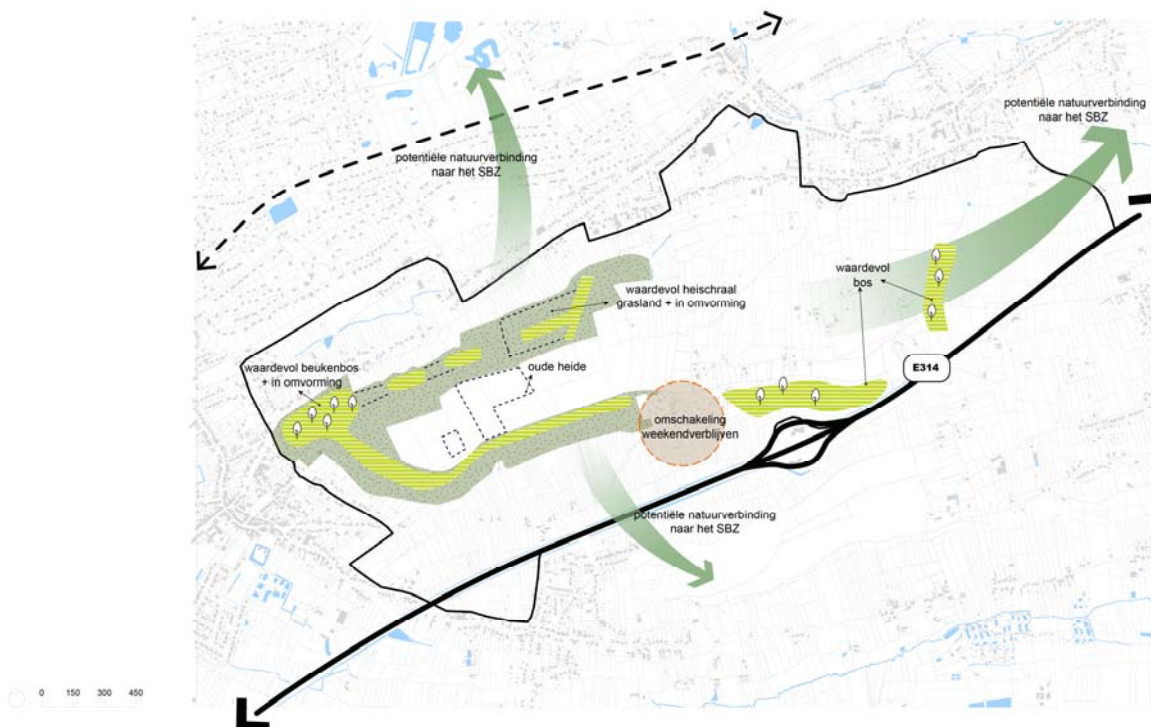 potentiële natuurverbinding
naar het SBZ
potentiële natuurverbinding
naar het SBZ
waardevol
bos
waardevol heischraal
grasland + in omvorming
waardevol beukenbos
+ in omvorming
oude heide
E314
omschakeling
weekendverblijven
potentiële natuurverbinding
naar het SBZ
0 150 300 450